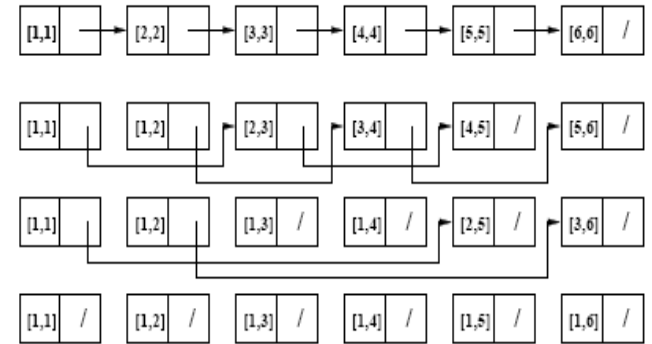 [1,1] [2,2] [3,3] [4,4] [5,5] [6,6] /
[1,1] [1,2] [2,3] [3,4] [4,5] / [5,6] /
[1,1] [1,2] [1,3] / [1,4] / [2,5] / [3,6] /
[1,1] / [1,2] / [1,3] / [1,4] / [1,5] / [1,6] /